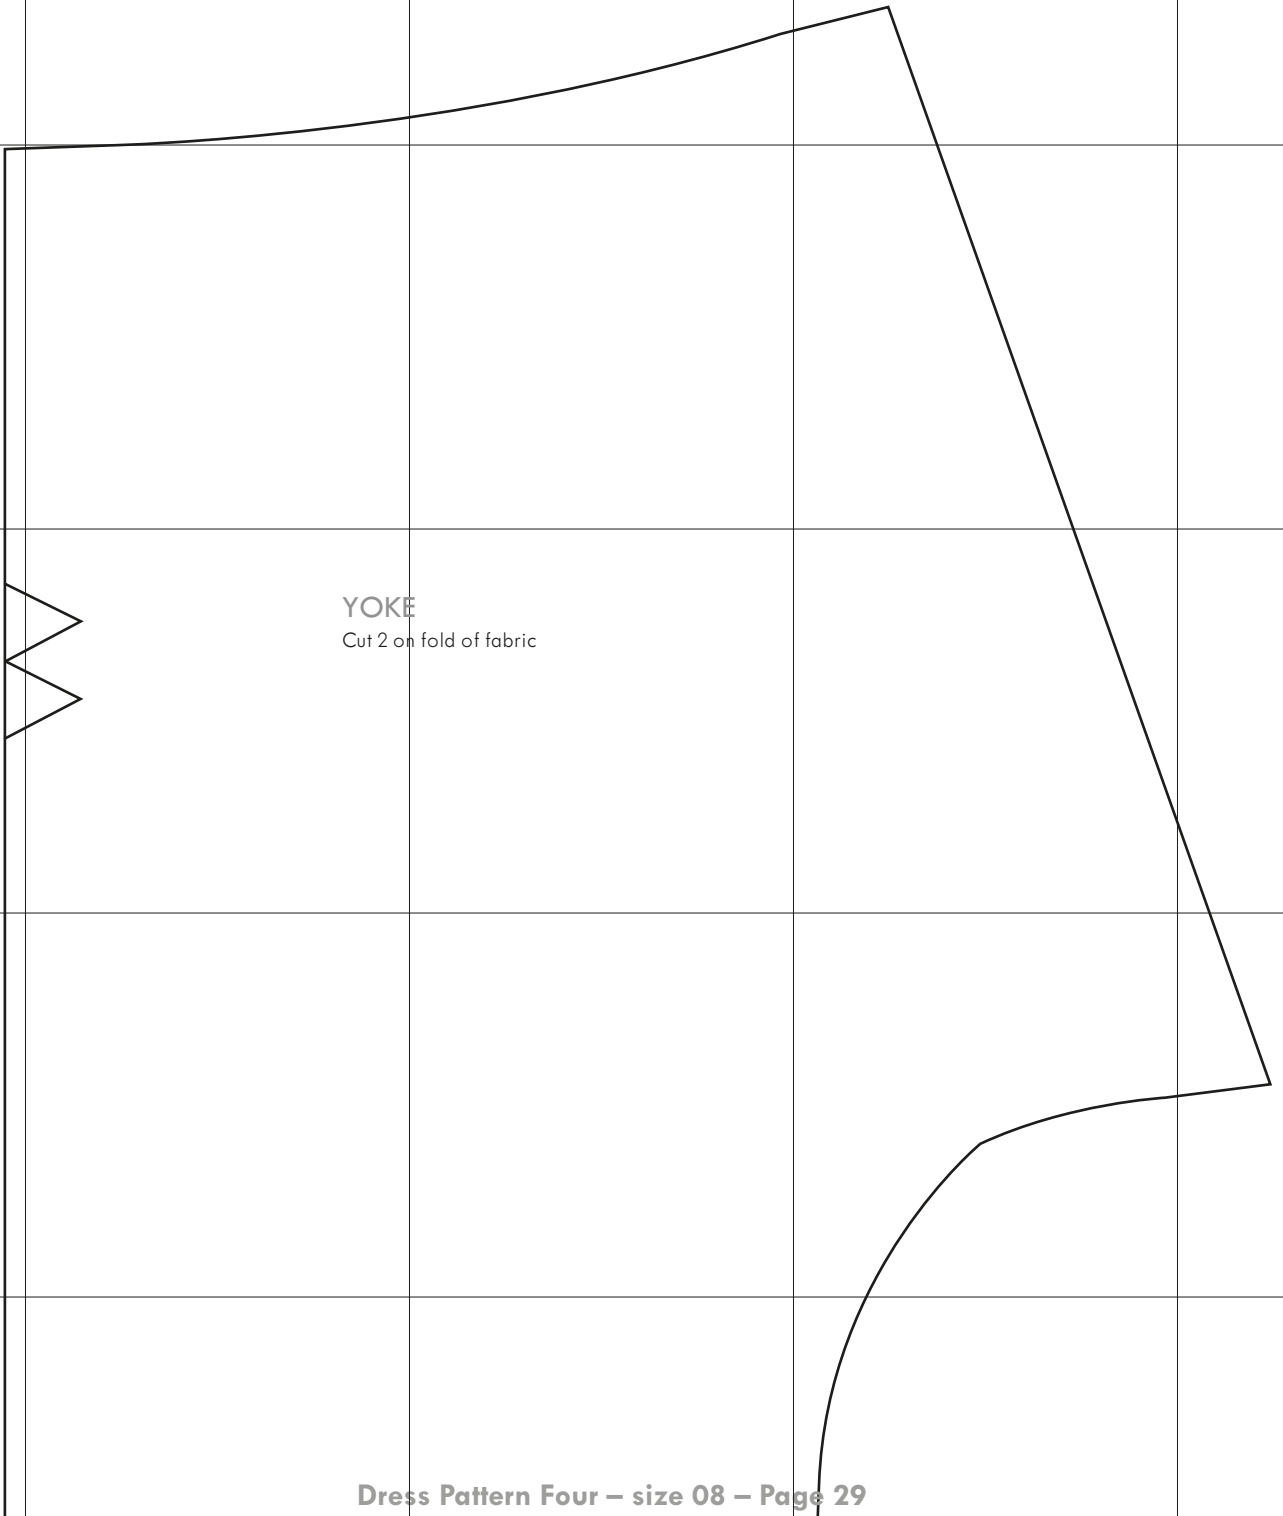 YOKE
Cut 2 on fold of fabric
Dress Pattern Four – size 08 – Page 29